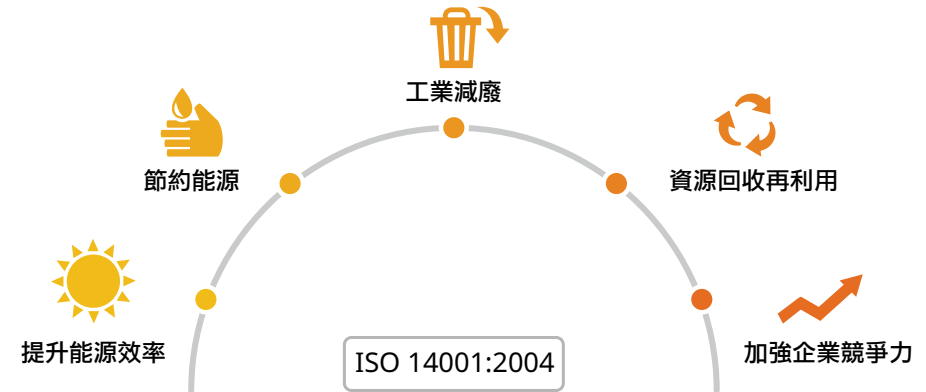 工業減廢
節約能源
資源回收再利用
提升能源效率
加強企業競爭力
ISO 14001:2004